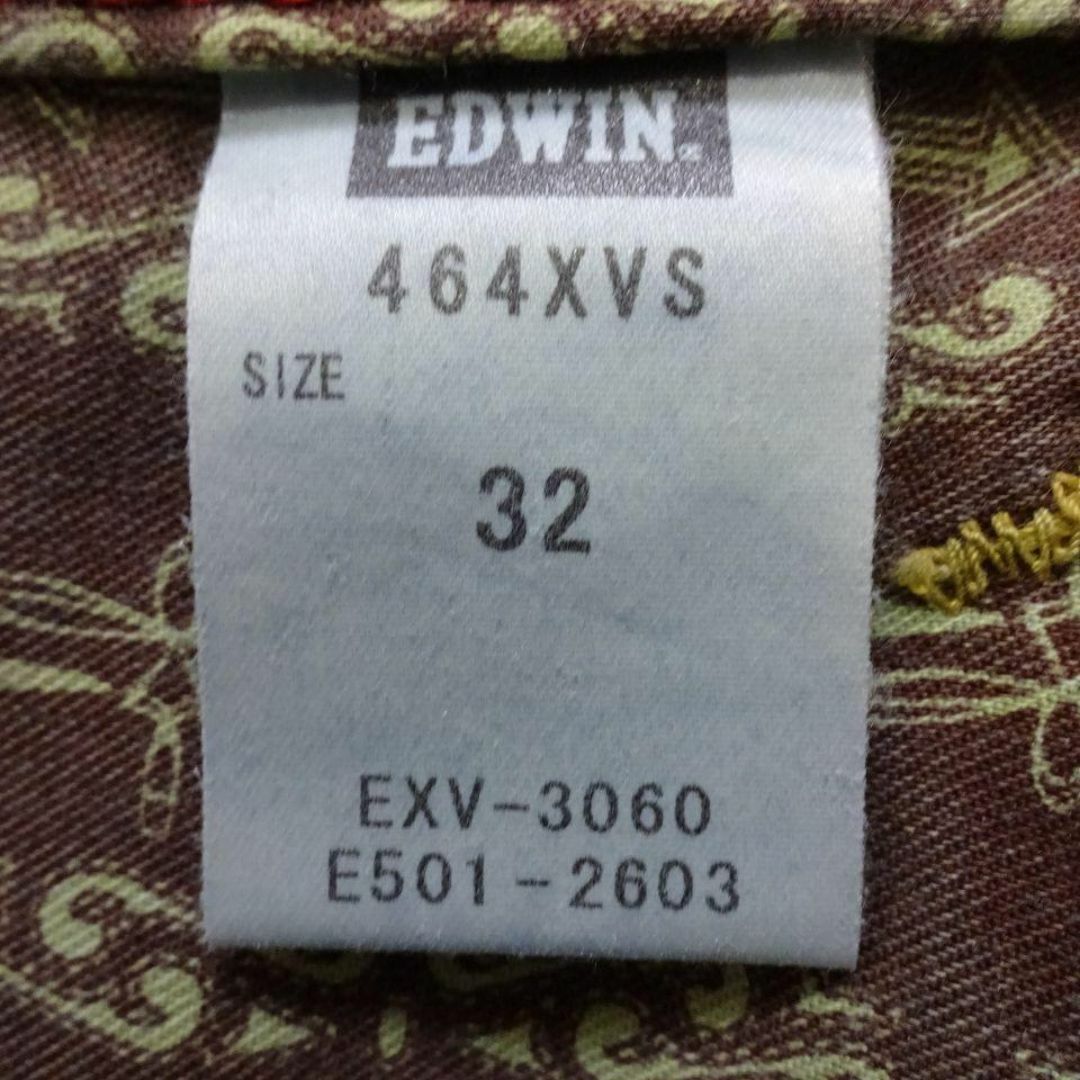 EDWIN
464XVS
SIZE
32
EXV-3060
E501-2603